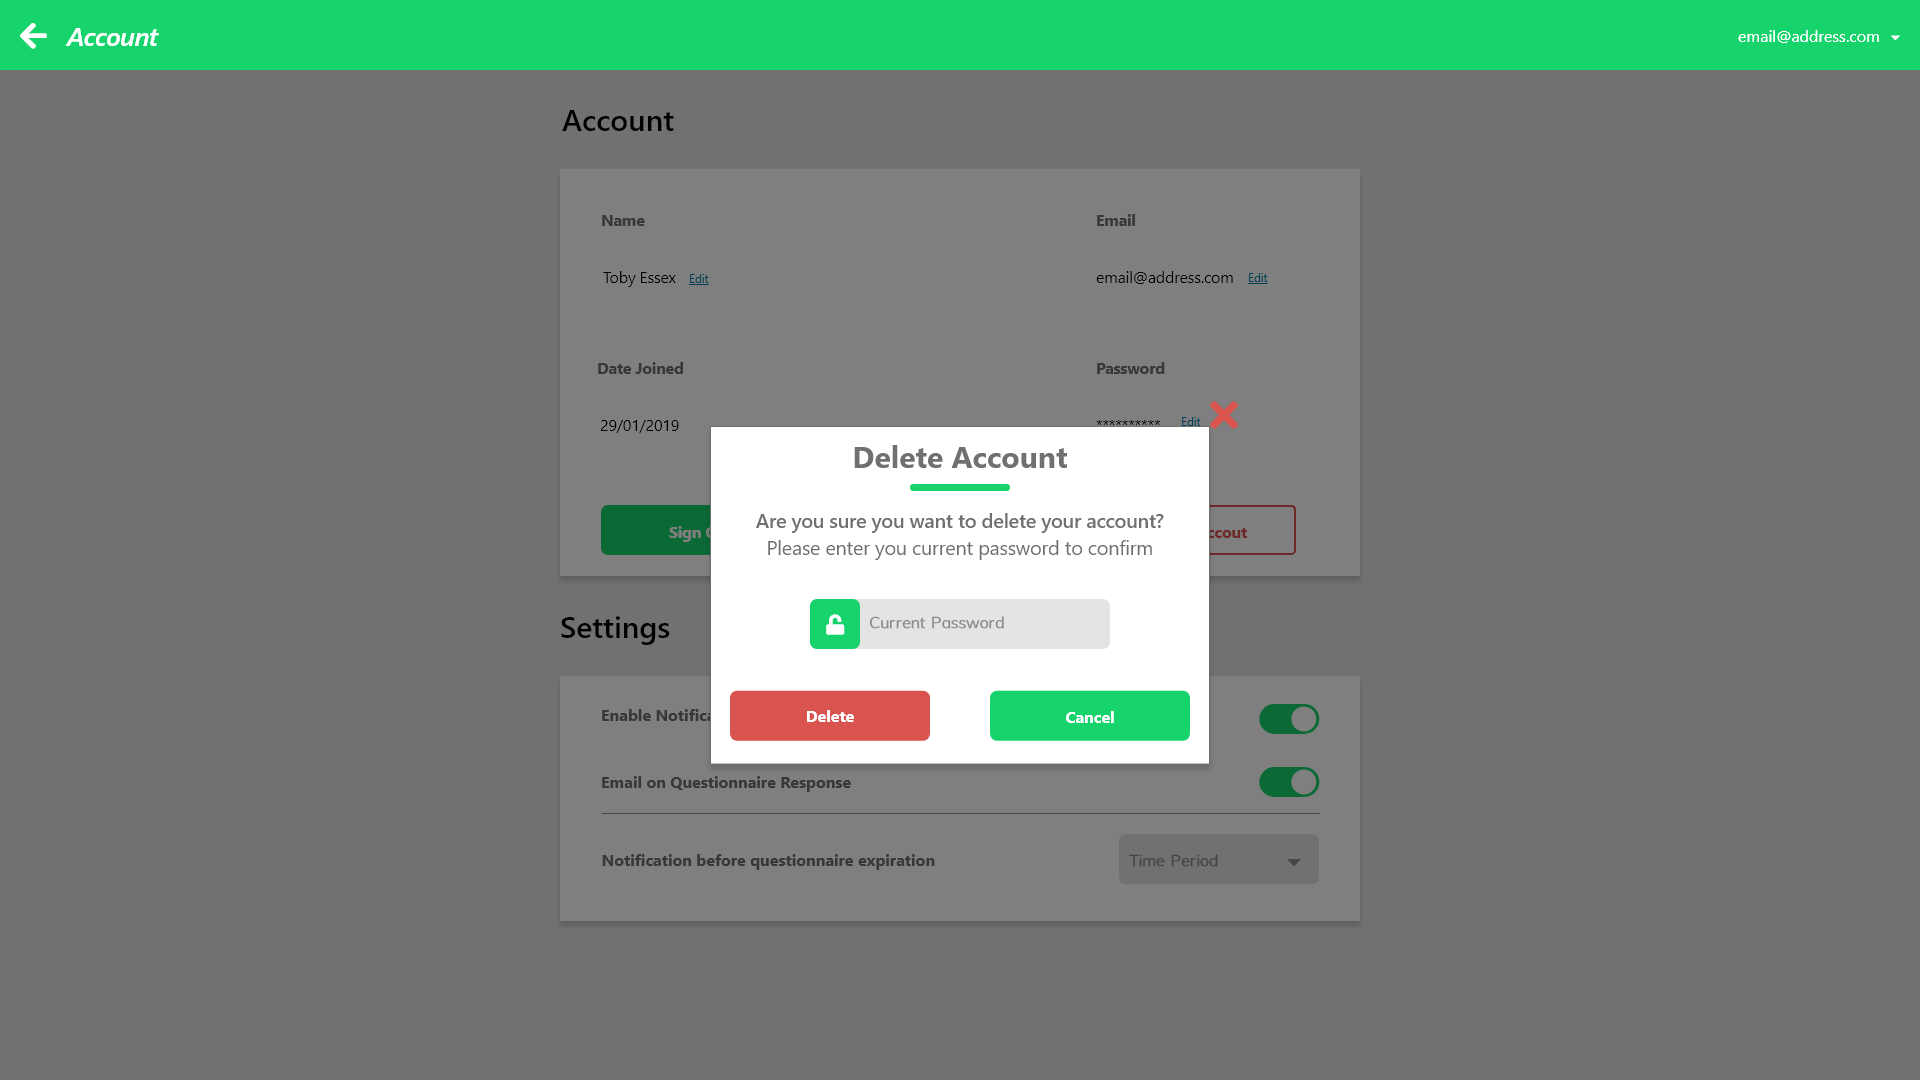 Account
email@address.com
Account
Name
Email
Toby Essex Edit
email@address.com Edit
Date Joined
Password
29/01/2019
********** Edit
Delete Account
Are you sure you want to delete your account?
Please enter you current password to confirm
Sign
ccout
Current Password
Settings
Delete
Cancel
Enable Notifica
Email on Questionnaire Response
Notification before questionnaire expiration
Time Period